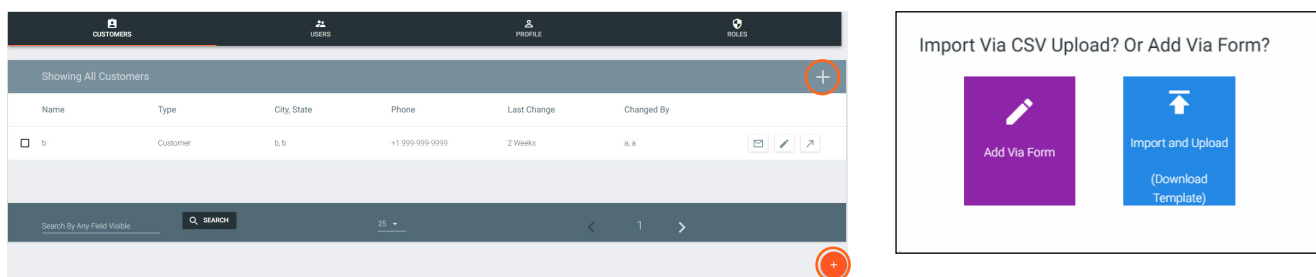 CUSTOMERS USERS PROFILE ROLES
Showing All Customers
Name Type City, State Phone Last Change Changed By
b Customer b, b +1 999-999-9999 2 Weeks a, a
Search By Any Field Visible SEARCH 25 1
Import Via CSV Upload? Or Add Via Form?
Add Via Form
Import and Upload
(Download
Template)